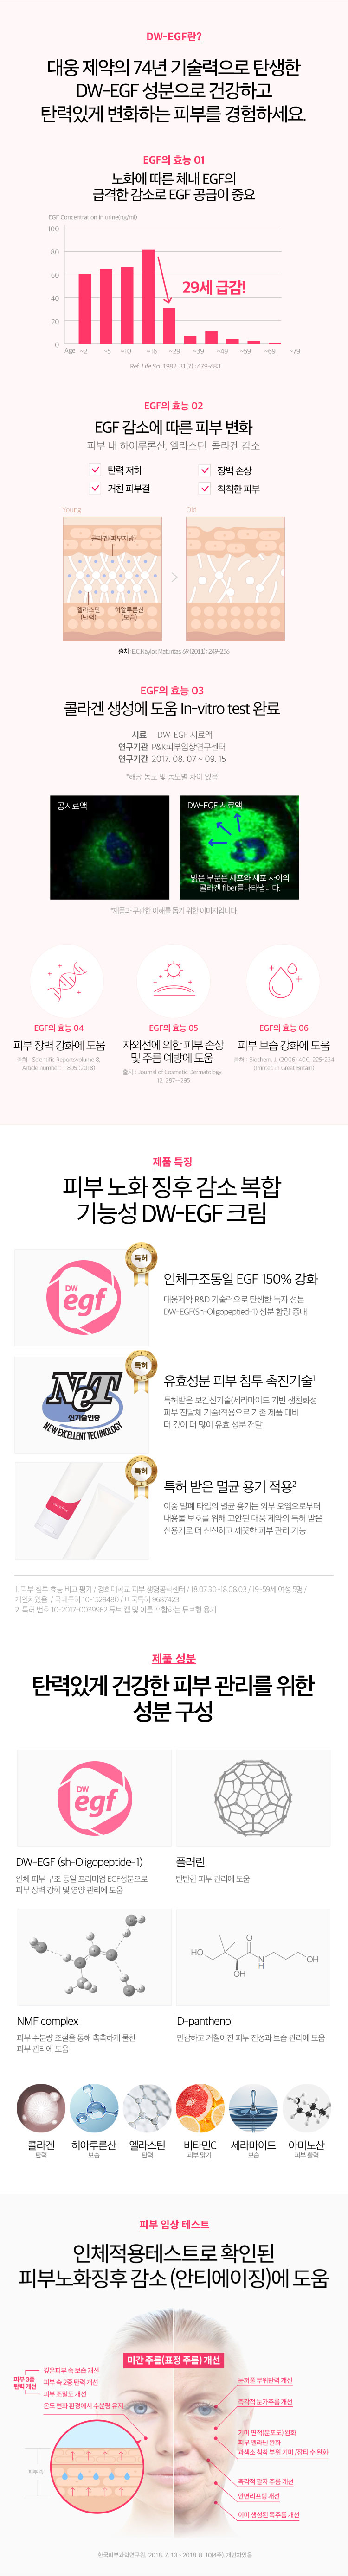 DW-EGF란?
대웅 제약의 74년 기술력으로 탄생한
DW-EGF 성분으로 건강하고
탄력있게 변화하는 피부를 경험하세요.
EGF의 효능 01
노화에 따른 체내 EGF의
급격한 감소로 EGF 공급이 중요
EGF Concentration in urine(ng/ml)
100
80
60
40
20
0
29세 급감!
Age ~2 ~5 ~10 ~16 ~29 ~39 ~49 ~59 ~69 ~79
Ref. Life Sci. 1982. 31(7) : 679-683
EGF의 효능 02
EGF 감소에 따른 피부 변화
피부 내 하이루론산, 엘라스틴 콜라겐 감소
탄력 저하 장벽 손상
거친 피부결 칙칙한 피부
Young Old
콜라겐(피부지탱)
엘라스틴 히알루론산
(탄력) (보습)
출처 : E.C. Naylor, Maturitas, 69 (2011) : 249-256
EGF의 효능 03
콜라겐 생성에 도움 In-vitro test 완료
시료 DW-EGF 시료액
연구기관 P&K피부임상연구센터
연구기간 2017. 08. 07 ~ 09. 15
*해당 농도 및 농도별 차이 있음
공시료액
DW-EGF 시료액
밝은 부분은 세포와 세포 사이의
콜라겐 fiber를나타냅니다.
*제품과 무관한 이해를 돕기 위한 이미지입니다.
EGF의 효능 04
피부 장벽 강화에 도움
출처 : Scientific Reportsvolume 8,
Article number: 11895 (2018)
EGF의 효능 05
자외선에 의한 피부 손상
및 주름 예방에 도움
출처 : Journal of Cosmetic Dermatology,
12, 287--295
EGF의 효능 06
피부 보습 강화에 도움
출처 : Biochem. J. (2006) 400, 225-234
(Printed in Great Britain)
제품 특징
피부 노화 징후 감소 복합
기능성 DW-EGF 크림
DW
egf
특허
인체구조동일 EGF 150% 강화
대웅제약 R&D 기술력으로 탄생한 독자 성분
DW-EGF(Sh-Oligopeptied-1) 성분 함량 증대
NeT
신기술인증
NEW EXCELLENT TECHNOLOGY
특허
유효성분 피부 침투 촉진기술1
특허받은 보건신기술(세라마이드 기반 생친화성
피부 전달체 기술)적용으로 기존 제품 대비
더 깊이 더 많이 유효 성분 전달
특허
특허 받은 멸균 용기 적용2
이중 밀폐 타입의 멸균 용기는 외부 오염으로부터
내용물 보호를 위해 고안된 대웅 제약의 특허 받은
신용기로 더 신선하고 깨끗한 피부 관리 가능
1. 피부 침투 효능 비교 평가 / 경희대학교 피부 생명공학센터 / 18.07.30~18.08.03 / 19~59세 여성 5명 /
개인차있음 / 국내특허 10-1529480 / 미국특허 9687423
2. 특허 번호 10-2017-0039962 튜브 캡 및 이를 포함하는 튜브형 용기
제품 성분
탄력있게 건강한 피부 관리를 위한
성분 구성
DW
egf
DW-EGF (sh-Oligopeptide-1)
인체 피부 구조 동일 프리미엄 EGF성분으로
피부 장벽 강화 및 영양 관리에 도움
플러린
탄탄한 피부 관리에 도움
NMF complex
피부 수분량 조절을 통해 촉촉하게 물찬
피부 관리에 도움
HO
O
N
H
OH
OH
D-panthenol
민감하고 거칠어진 피부 진정과 보습 관리에 도움
콜라겐 히아루론산 엘라스틴 비타민C 세라마이드 아미노산
탄력 보습 탄력 피부 맑기 보습 피부 활력
피부 임상 테스트
인체적용테스트로 확인된
피부노화징후 감소 (안티에이징)에 도움
미간 주름(표정 주름) 개선
피부 3중
탄력 개선
깊은피부 속 보습 개선
피부 속 2중 탄력 개선
피부 조밀도 개선
온도 변화 환경에서 수분량 유지
피부 속
눈꺼풀 부위탄력 개선
즉각적 눈가주름 개선
기미 면적(분포도) 완화
피부 멜라닌 완화
과색소 침착 부위 기미 /잡티 수 완화
즉각적 팔자 주름 개선
안면리프팅 개선
이미 생성된 목주름 개선
한국피부과학연구원, 2018. 7. 13 ~ 2018. 8. 10(4주), 개인차있음